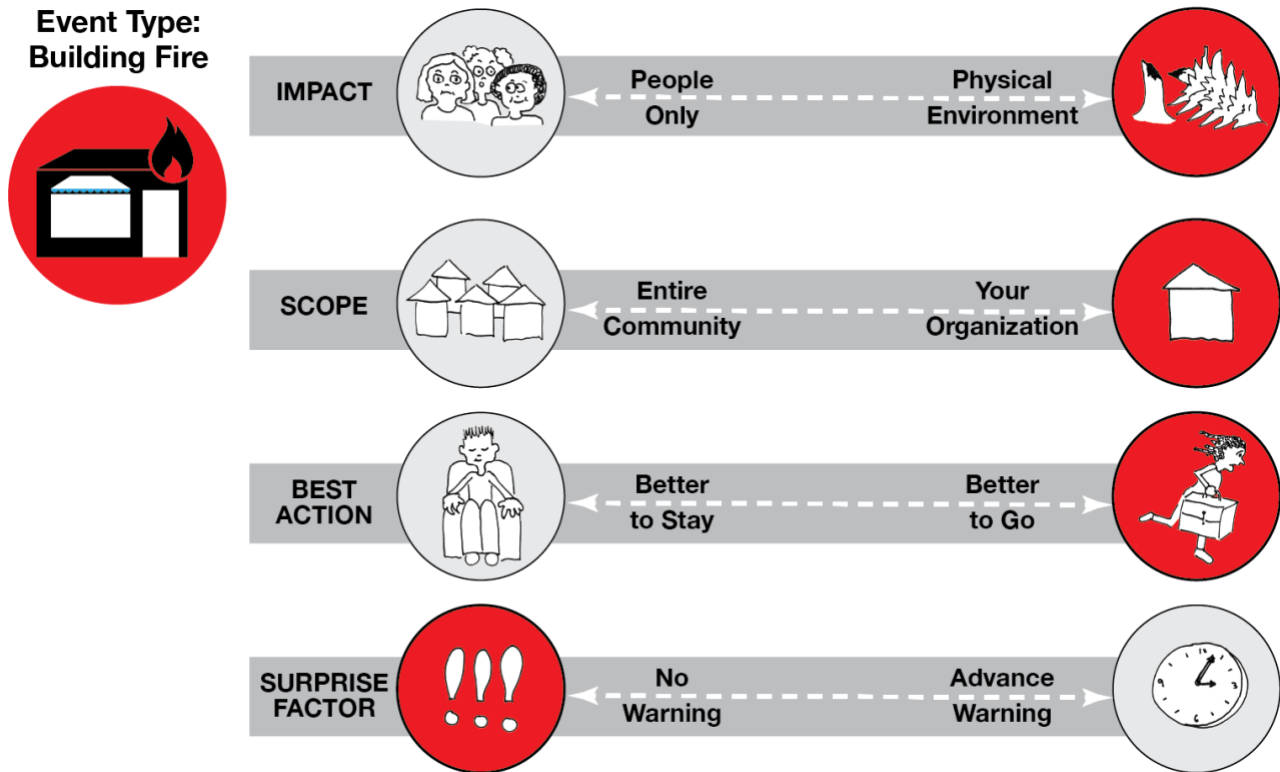 Event Type:
Building Fire
IMPACT
People
Only
Physical
Environment
SCOPE
Entire
Community
Your
Organization
BEST
ACTION
Better
to Stay
Better
to Go
SURPRISE
FACTOR
No
Warning
Advance
Warning